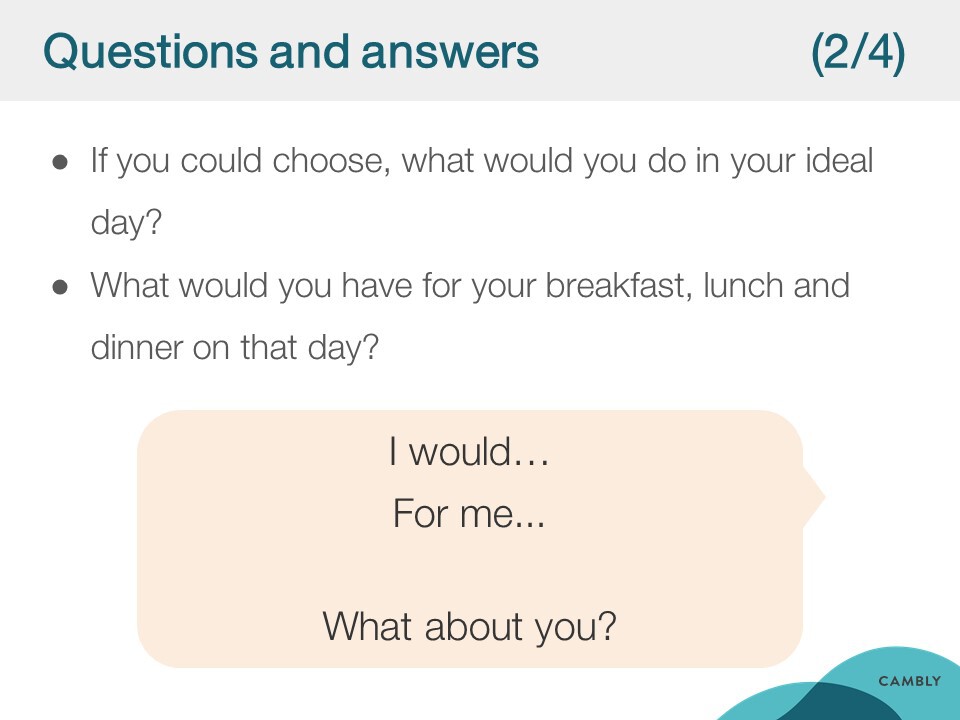 Questions and answers (2/4)
● If you could choose, what would you do in your ideal
day?
● What would you have for your breakfast, lunch and
dinner on that day?
I would…
For me...
What about you?
CAMBLY